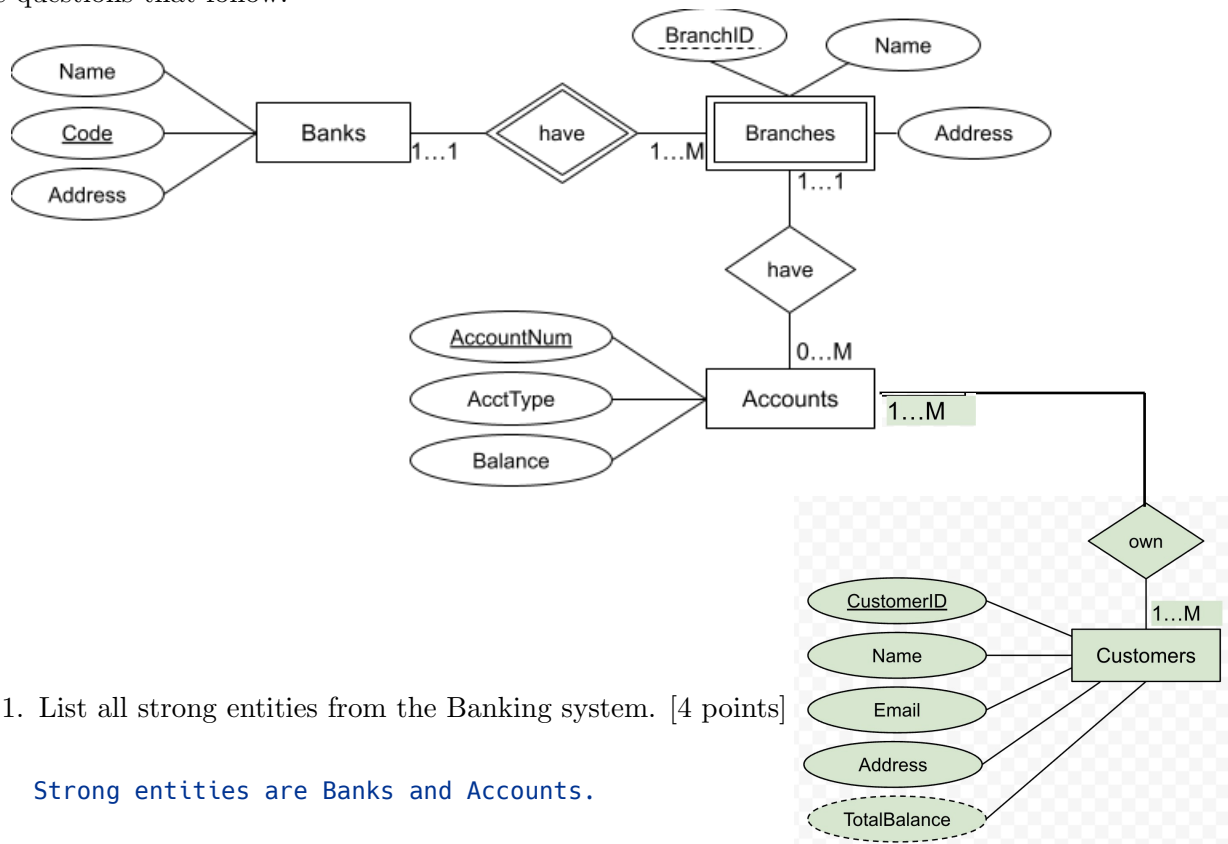 e questions that follow.
BranchID
Name
Name
Code
Address
Banks
1...1
have
1...M
Branches
Address
1...1
have
0...M
AccountNum
AcctType
Balance
Accounts
1...M
own
1...M
CustomerID
Name
Email
Address
TotalBalance
Customers
1. List all strong entities from the Banking system. [4 points]
Strong entities are Banks and Accounts.